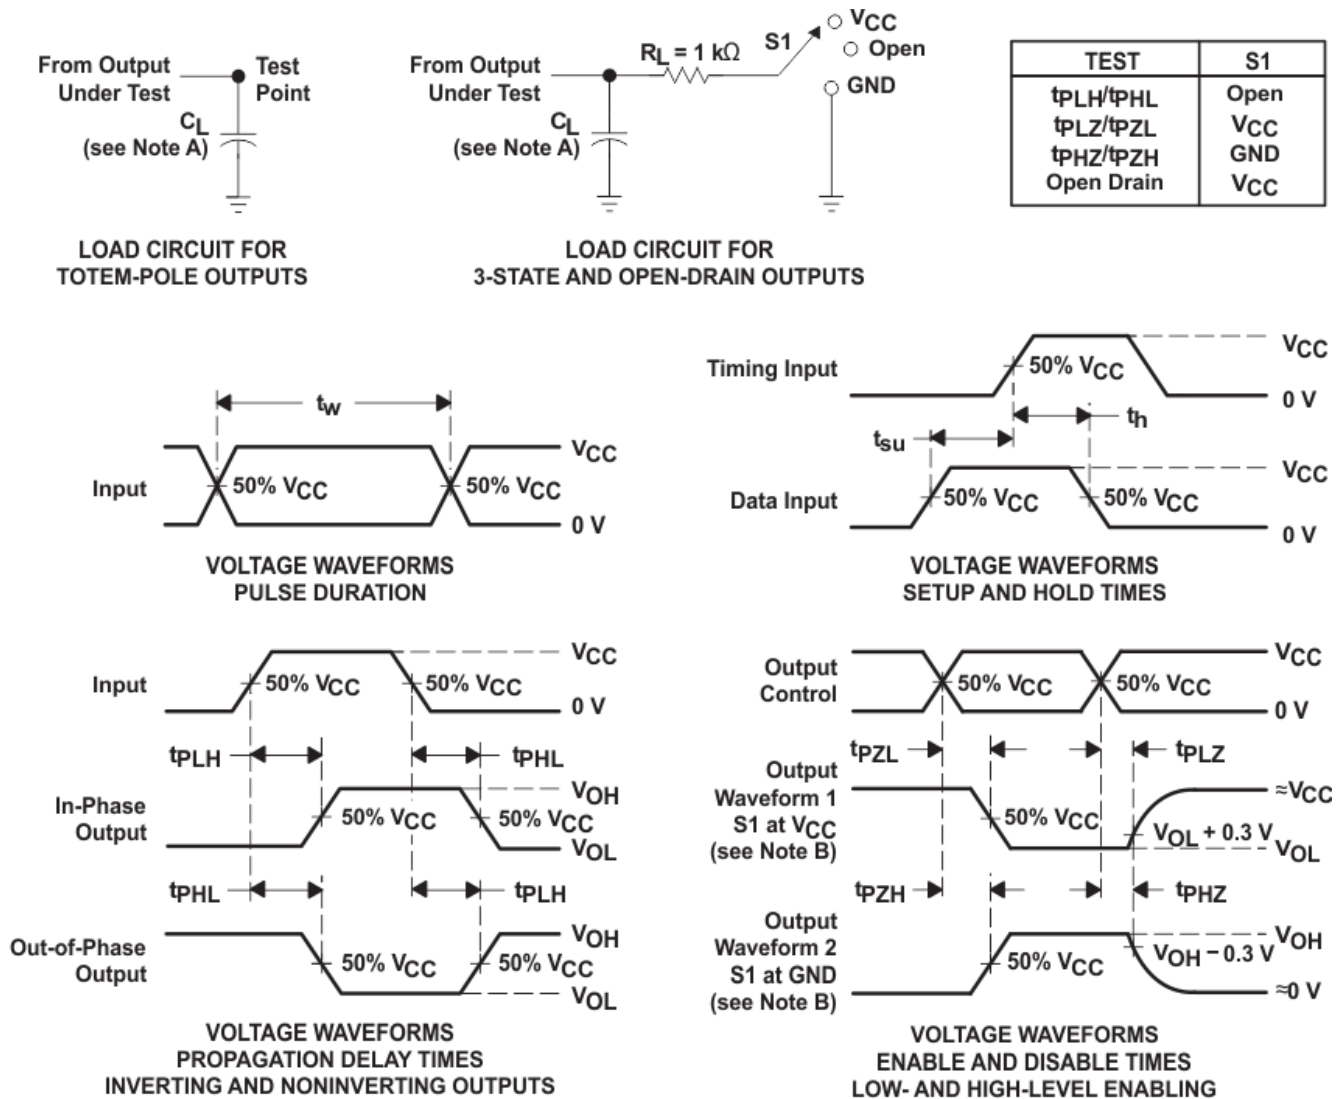 From Output
Under Test
Test
Point
CL
(see Note A)
LOAD CIRCUIT FOR
TOTEM-POLE OUTPUTS
From Output
Under Test
RL = 1 kΩ
S1
VCC
Open
GND
CL
(see Note A)
LOAD CIRCUIT FOR
3-STATE AND OPEN-DRAIN OUTPUTS
TEST S1
tPLH/tPHL Open
tPLZ/tPZL VCC
tPHZ/tPZH GND
Open Drain VCC
tw
Input
50% VCC
50% VCC
VCC
0 V
VOLTAGE WAVEFORMS
PULSE DURATION
Timing Input
50% VCC
VCC
0 V
tsu
th
Data Input
50% VCC
50% VCC
VCC
0 V
VOLTAGE WAVEFORMS
SETUP AND HOLD TIMES
Input
50% VCC
50% VCC
VCC
0 V
tPLH
tPHL
In-Phase
Output
50% VCC
50% VCC
VOH
VOL
tPHL
tPLH
Out-of-Phase
Output
50% VCC
50% VCC
VOH
VOL
VOLTAGE WAVEFORMS
PROPAGATION DELAY TIMES
INVERTING AND NONINVERTING OUTPUTS
Output
Control
50% VCC
50% VCC
VCC
0 V
tPZL
tPLZ
Output
Waveform 1
S1 at VCC
(see Note B)
50% VCC
VOL + 0.3 V
≈VCC
VOL
tPZH
tPHZ
Output
Waveform 2
S1 at GND
(see Note B)
50% VCC
VOH − 0.3 V
VOH
≈0 V
VOLTAGE WAVEFORMS
ENABLE AND DISABLE TIMES
LOW- AND HIGH-LEVEL ENABLING